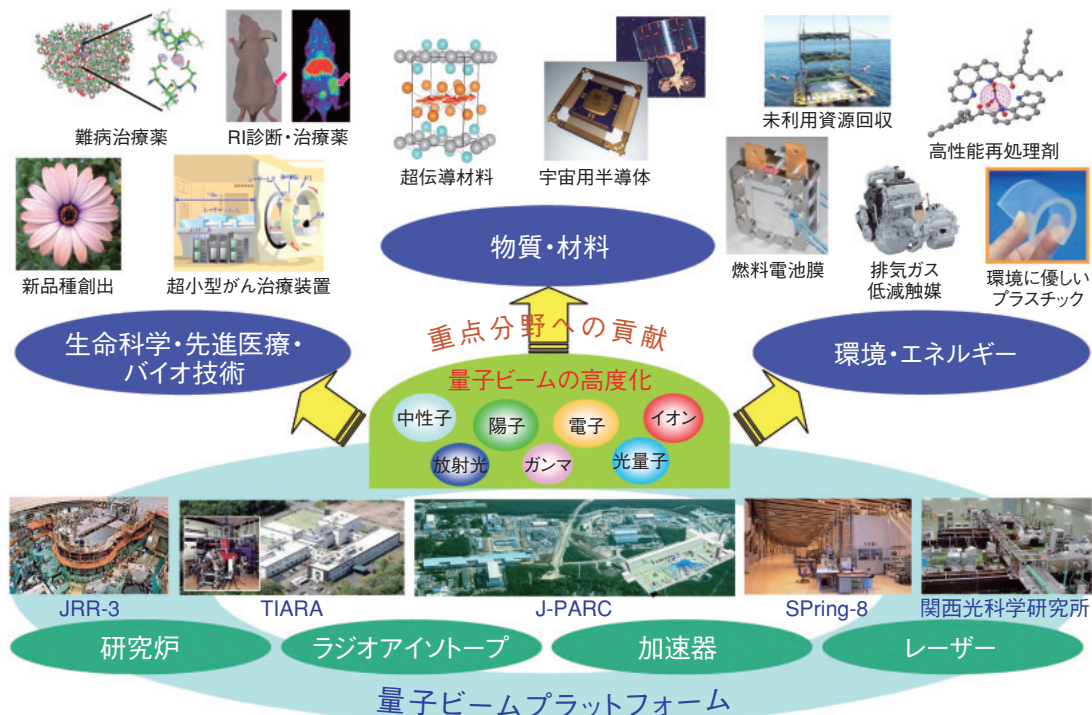 難病治療薬
RI診断・治療薬
超伝導材料
宇宙用半導体
未利用資源回収
高性能再処理剤
新品種創出
超小型がん治療装置
燃料電池膜
排気ガス
低減触媒
環境に優しい
プラスチック
物質・材料
生命科学・先進医療・
バイオ技術
環境・エネルギー
重点分野への貢献
量子ビームの高度化
中性子
陽子
電子
イオン
放射光
ガンマ
光量子
JRR-3
TIARA
J-PARC
SPring-8
関西光科学研究所
研究炉
ラジオアイソトープ
加速器
レーザー
量子ビームプラットフォーム